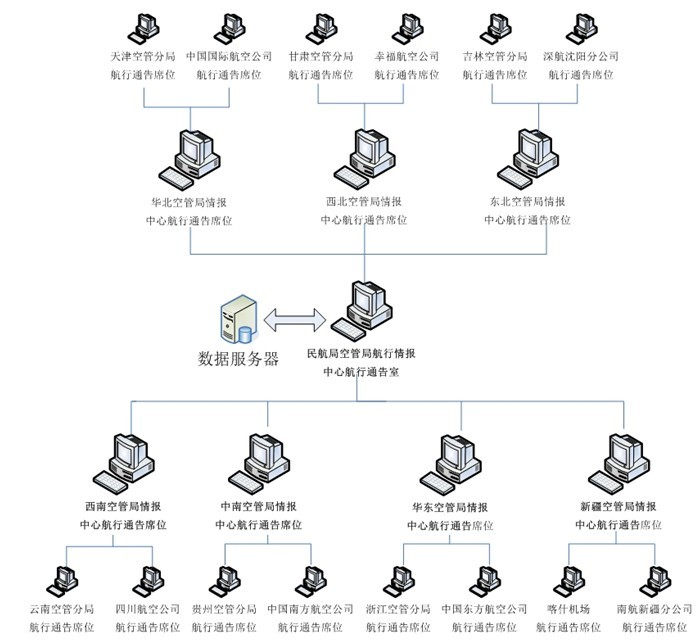 天津空管分局
航行通告席位
中国国际航空公司
航行通告席位
甘肃空管分局
航行通告席位
幸福航空公司
航行通告席位
吉林空管分局
航行通告席位
深航沈阳分公司
航行通告席位
华北空管局情报
中心航行通告席位
西北空管局情报
中心航行通告席位
东北空管局情报
中心航行通告席位
数据服务器
民航局空管局航行情报
中心航行通告室
西南空管局情报
中心航行通告席位
中南空管局情报
中心航行通告席位
华东空管局情报
中心航行通告席位
新疆空管局情报
中心航行通告席位
云南空管分局
航行通告席位
四川航空公司
航行通告席位
贵州空管分局
航行通告席位
中国南方航空公司
航行通告席位
浙江空管分局
航行通告席位
中国东方航空公司
航行通告席位
喀什机场
航行通告席位
南航新疆分公司
航行通告席位